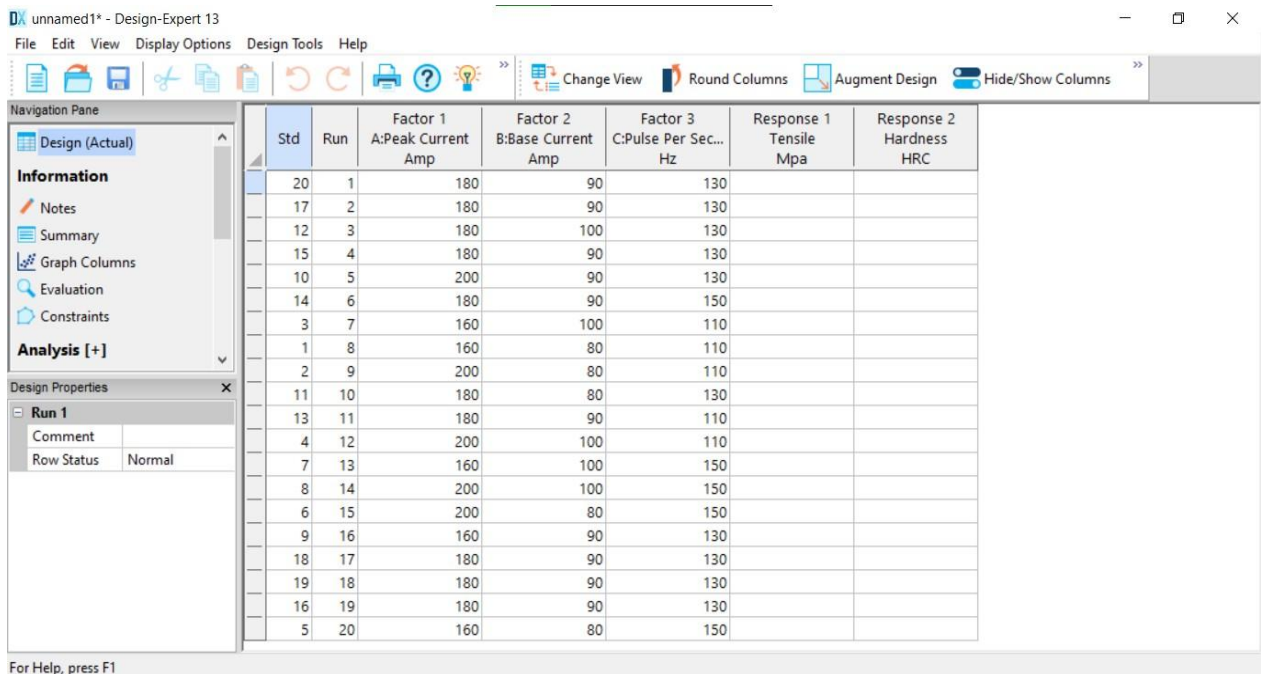 DX unnamed1* - Design-Expert 13
File Edit View Display Options Design Tools Help
» Change View Round Columns Augment Design Hide/Show Columns »
Navigation Pane
Design (Actual)
Information
Notes
Summary
Graph Columns
Evaluation
Constraints
Analysis [+]
Design Properties x
Run 1
Comment
Row Status Normal
Factor 1 Factor 2 Factor 3 Response 1 Response 2
Std Run A:Peak Current B:Base Current C:Pulse Per Sec... Tensile Hardness
Amp Amp Hz Mpa HRC
20 1 180 90 130
17 2 180 90 130
12 3 180 100 130
15 4 180 90 130
10 5 200 90 130
14 6 180 90 150
3 7 160 100 110
1 8 160 80 110
2 9 200 80 110
11 10 180 80 130
13 11 180 90 110
4 12 200 100 110
7 13 160 100 150
8 14 200 100 150
6 15 200 80 150
9 16 160 90 130
18 17 180 90 130
19 18 180 90 130
16 19 180 90 130
5 20 160 80 150
For Help, press F1